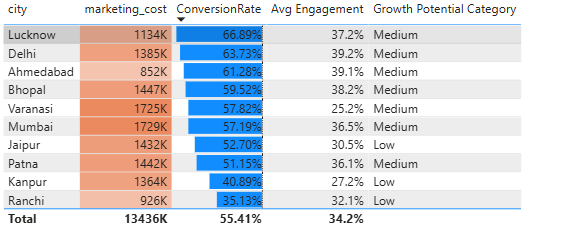 city marketing_cost ConversionRate Avg Engagement Growth Potential Category
Lucknow 1134K 66.89% 37.2% Medium
Delhi 1385K 63.73% 39.2% Medium
Ahmedabad 852K 61.28% 39.1% Medium
Bhopal 1447K 59.52% 38.2% Medium
Varanasi 1725K 57.82% 25.2% Medium
Mumbai 1729K 57.19% 36.5% Medium
Jaipur 1432K 52.70% 30.5% Low
Patna 1442K 51.15% 36.1% Medium
Kanpur 1364K 40.89% 27.2% Low
Ranchi 926K 35.13% 32.1% Low
Total 13436K 55.41% 34.2%